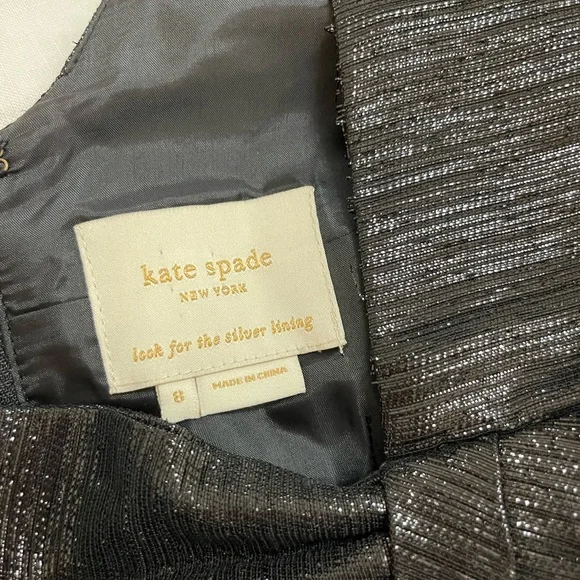 kate spade
NEW YORK
look for the silver lining
8
MADE IN CHINA